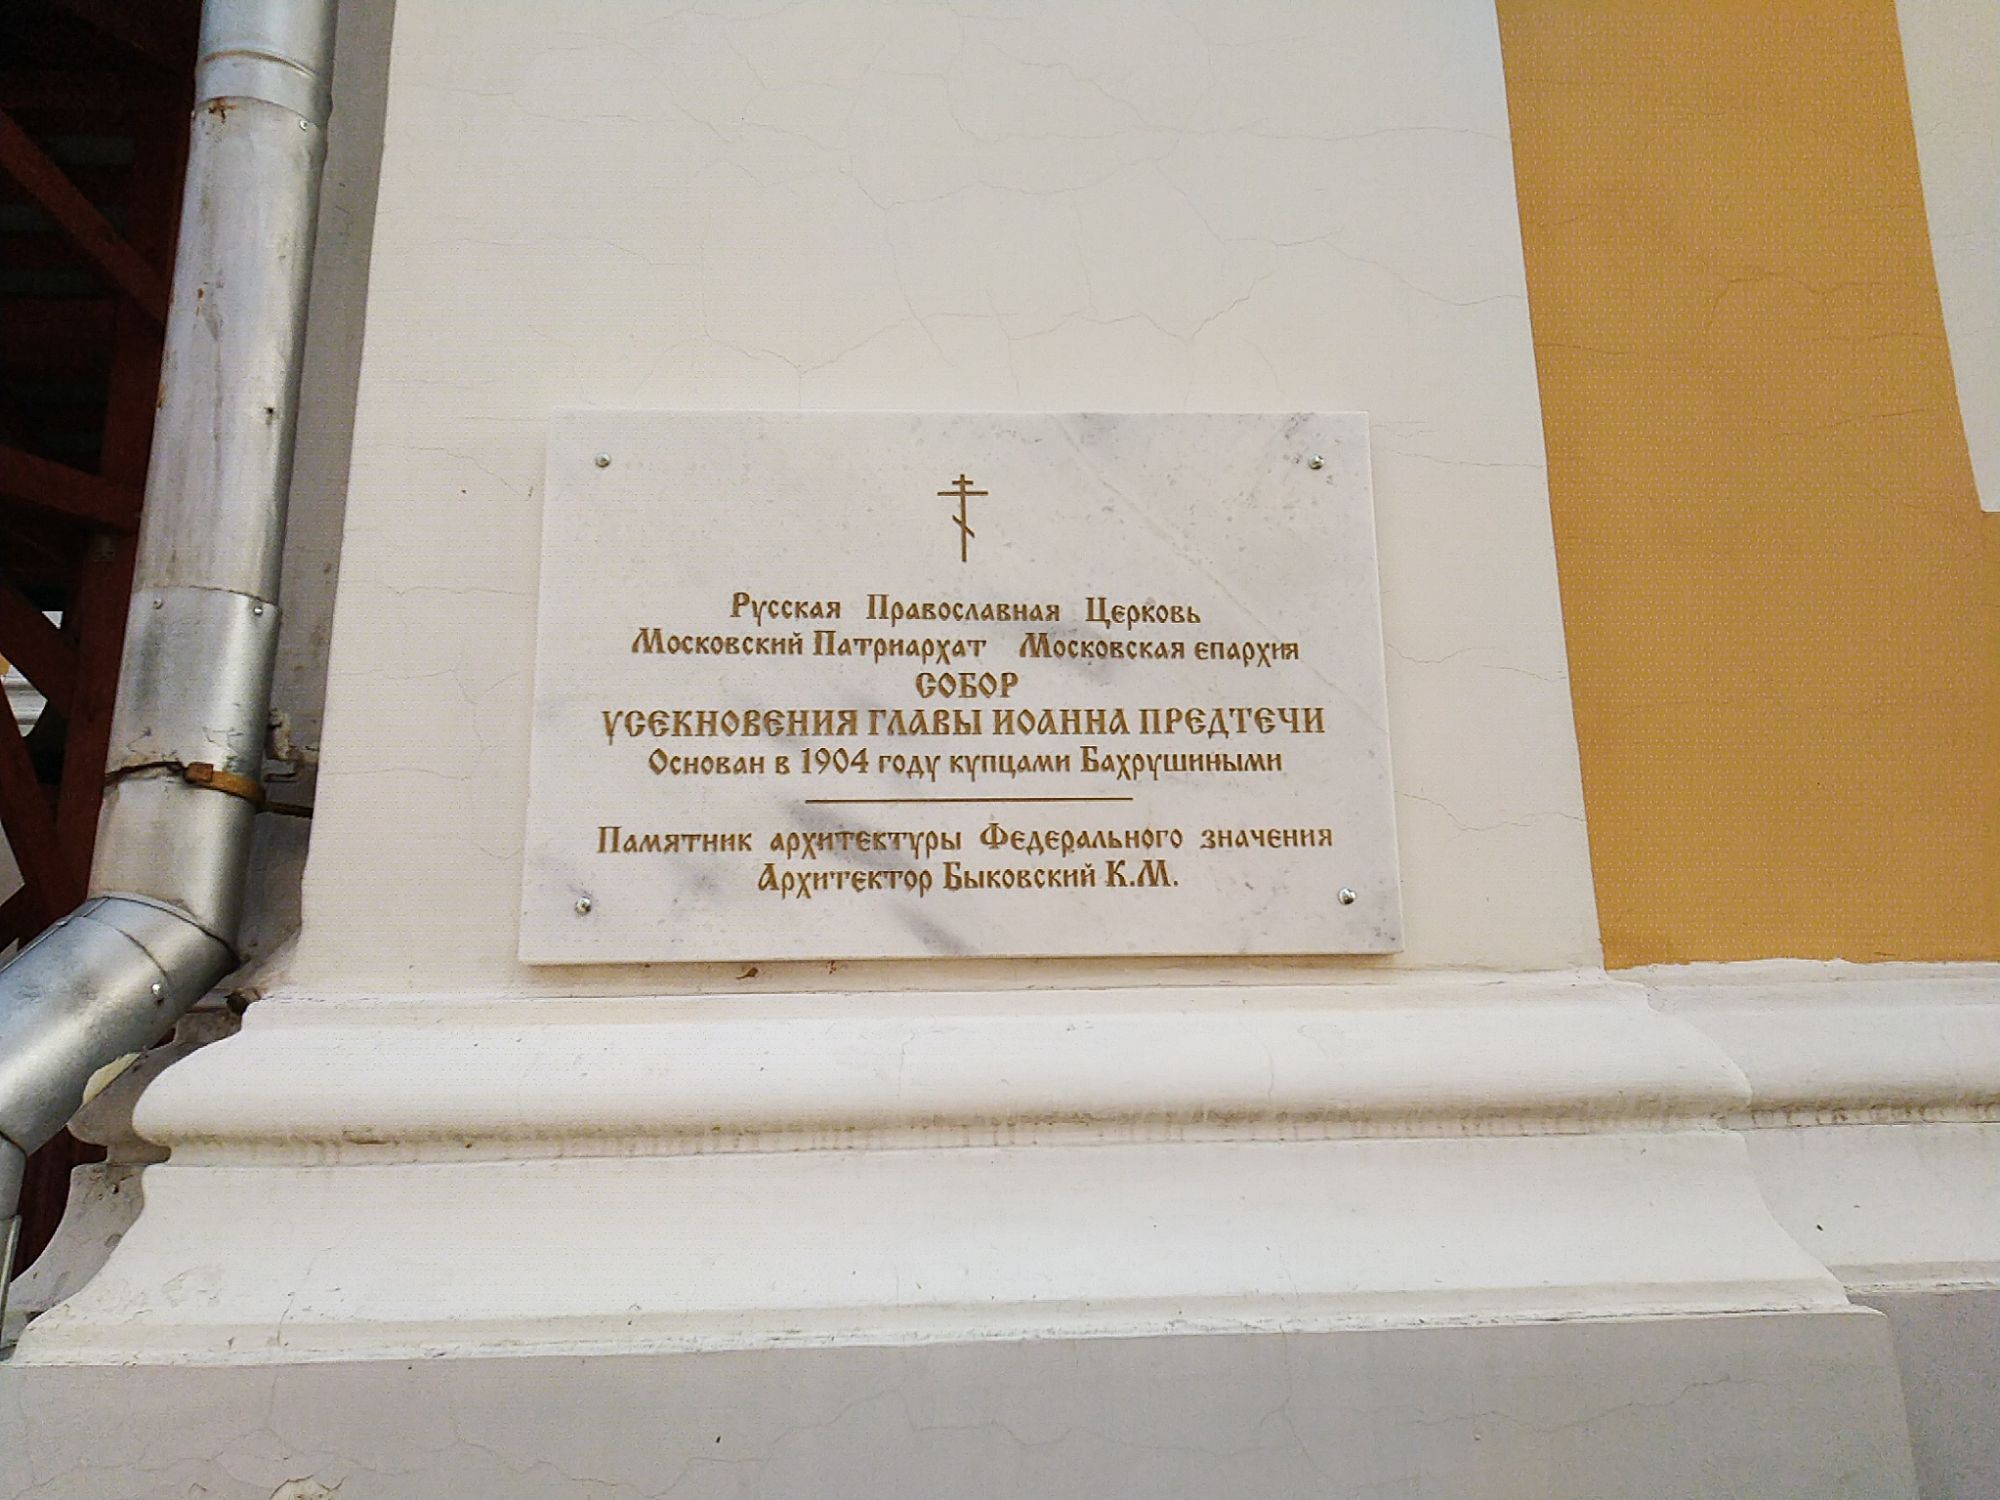 Русская Православная Церковь
Московский Патриархат Московская епархия
СОБОР
УСЕКНОВЕНИЯ ГЛАВЫ ИОАННА ПРЕДТЕЧИ
Основан в 1904 году купцами Бахрушиными
Памятник архитектуры Федерального значения
Архитектор Быковский К.М.